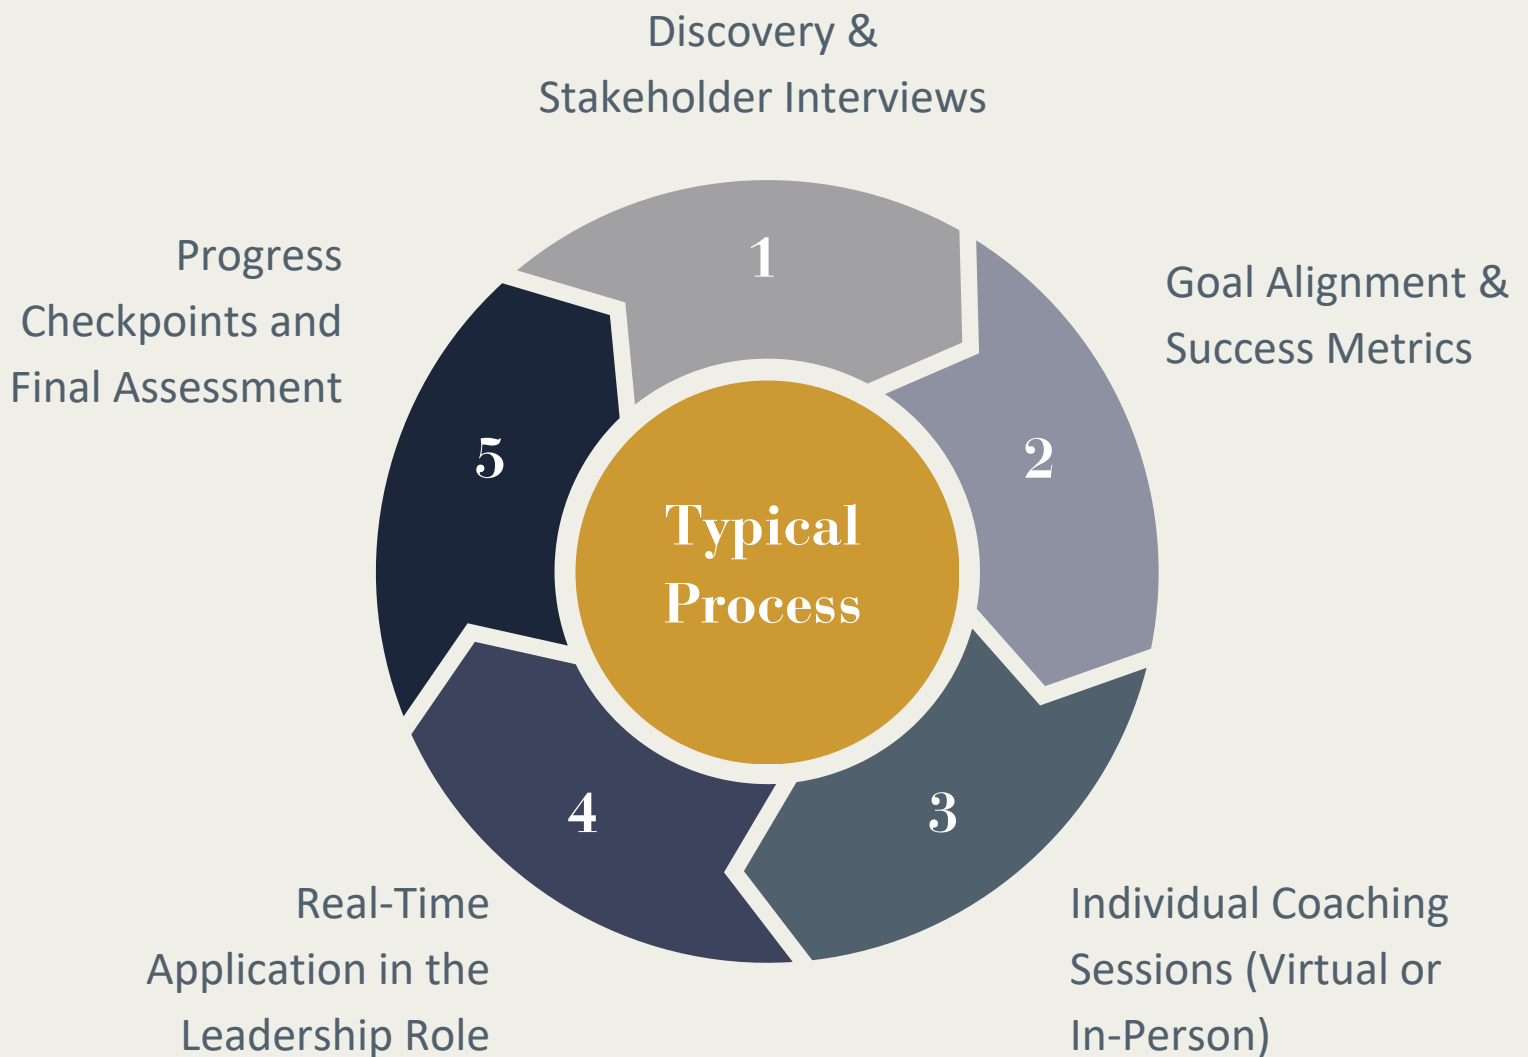 Discovery &
Stakeholder Interviews
1
Goal Alignment &
Success Metrics
2
Individual Coaching
Sessions (Virtual or
In-Person)
3
Real-Time
Application in the
Leadership Role
4
Progress
Checkpoints and
Final Assessment
5
Typical
Process